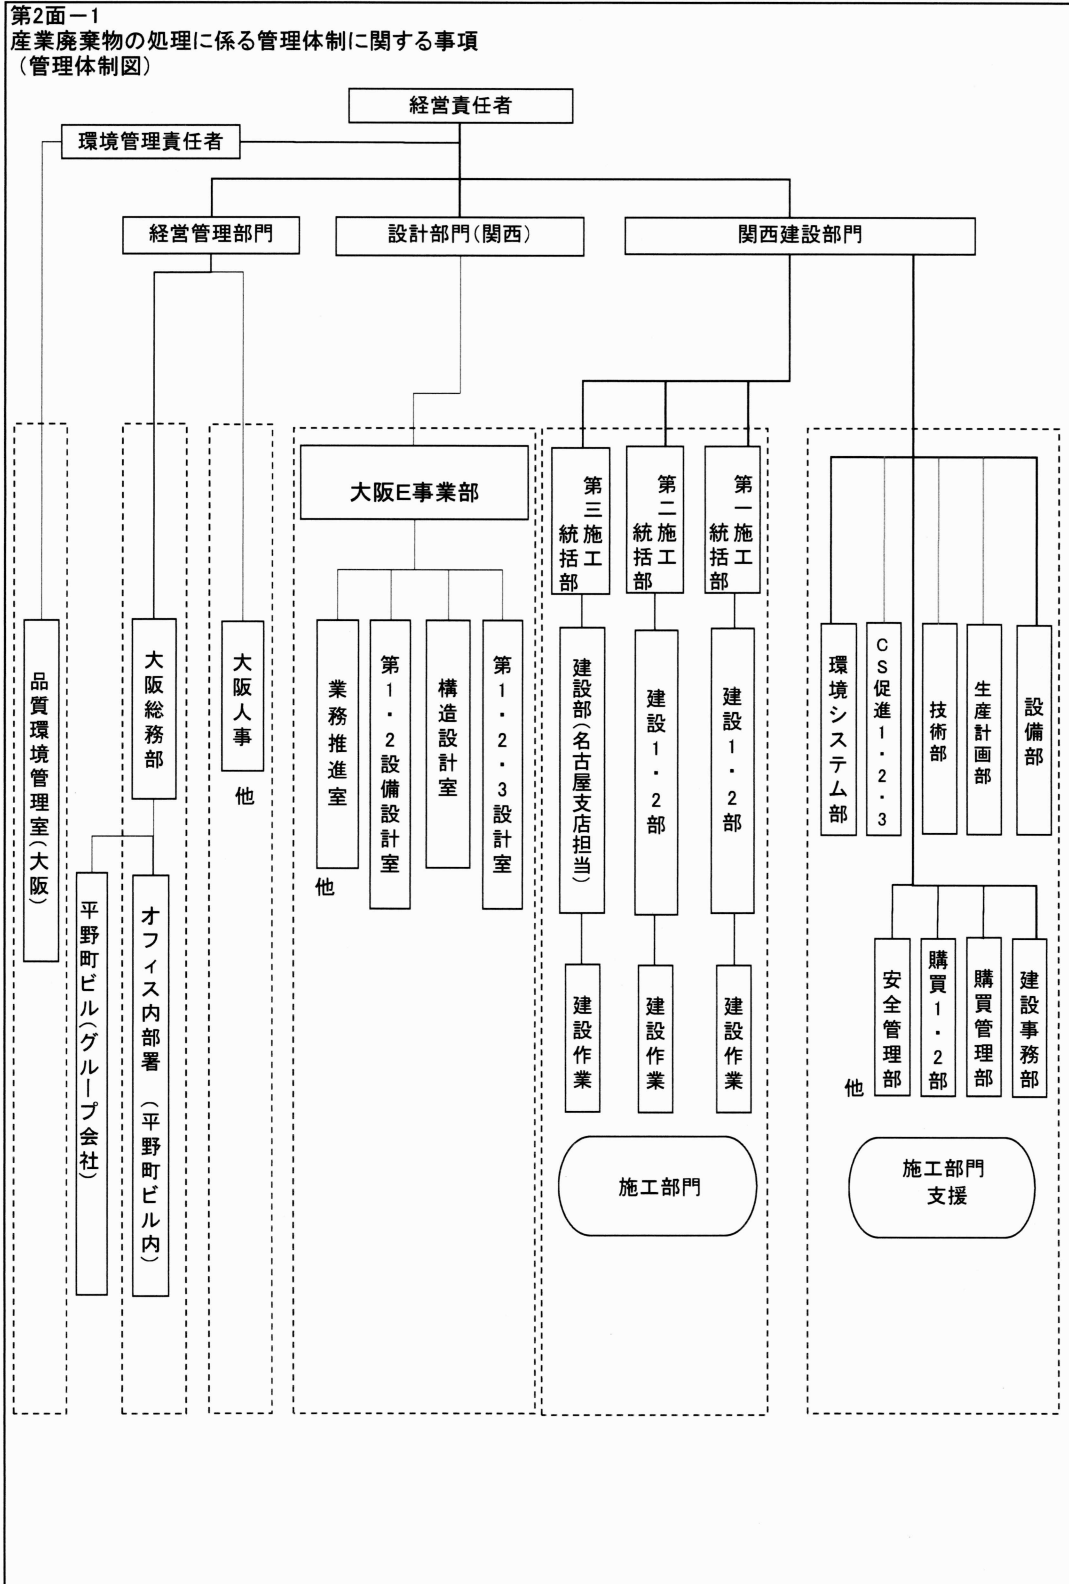 第2面－1
産業廃棄物の処理に係る管理体制に関する事項
（管理体制図）
経営責任者
環境管理責任者
経営管理部門
設計部門（関西）
関西建設部門
品質環境管理室（大阪）
大阪総務部
平野町ビル（グループ会社）
オフィス内部署（平野町ビル内）
大阪人事
他
大阪E事業部
業務推進室
他
第1・2設備設計室
構造設計室
第1・2・3設計室
第三施工
統括部
第二施工
統括部
第一施工
統括部
建設部（名古屋支店担当）
建設1・2部
建設1・2部
建設作業
建設作業
建設作業
施工部門
環境システム部
CS促進1・2・3
技術部
生産計画部
設備部
他
安全管理部
購買1・2部
購買管理部
建設事務部
施工部門
支援